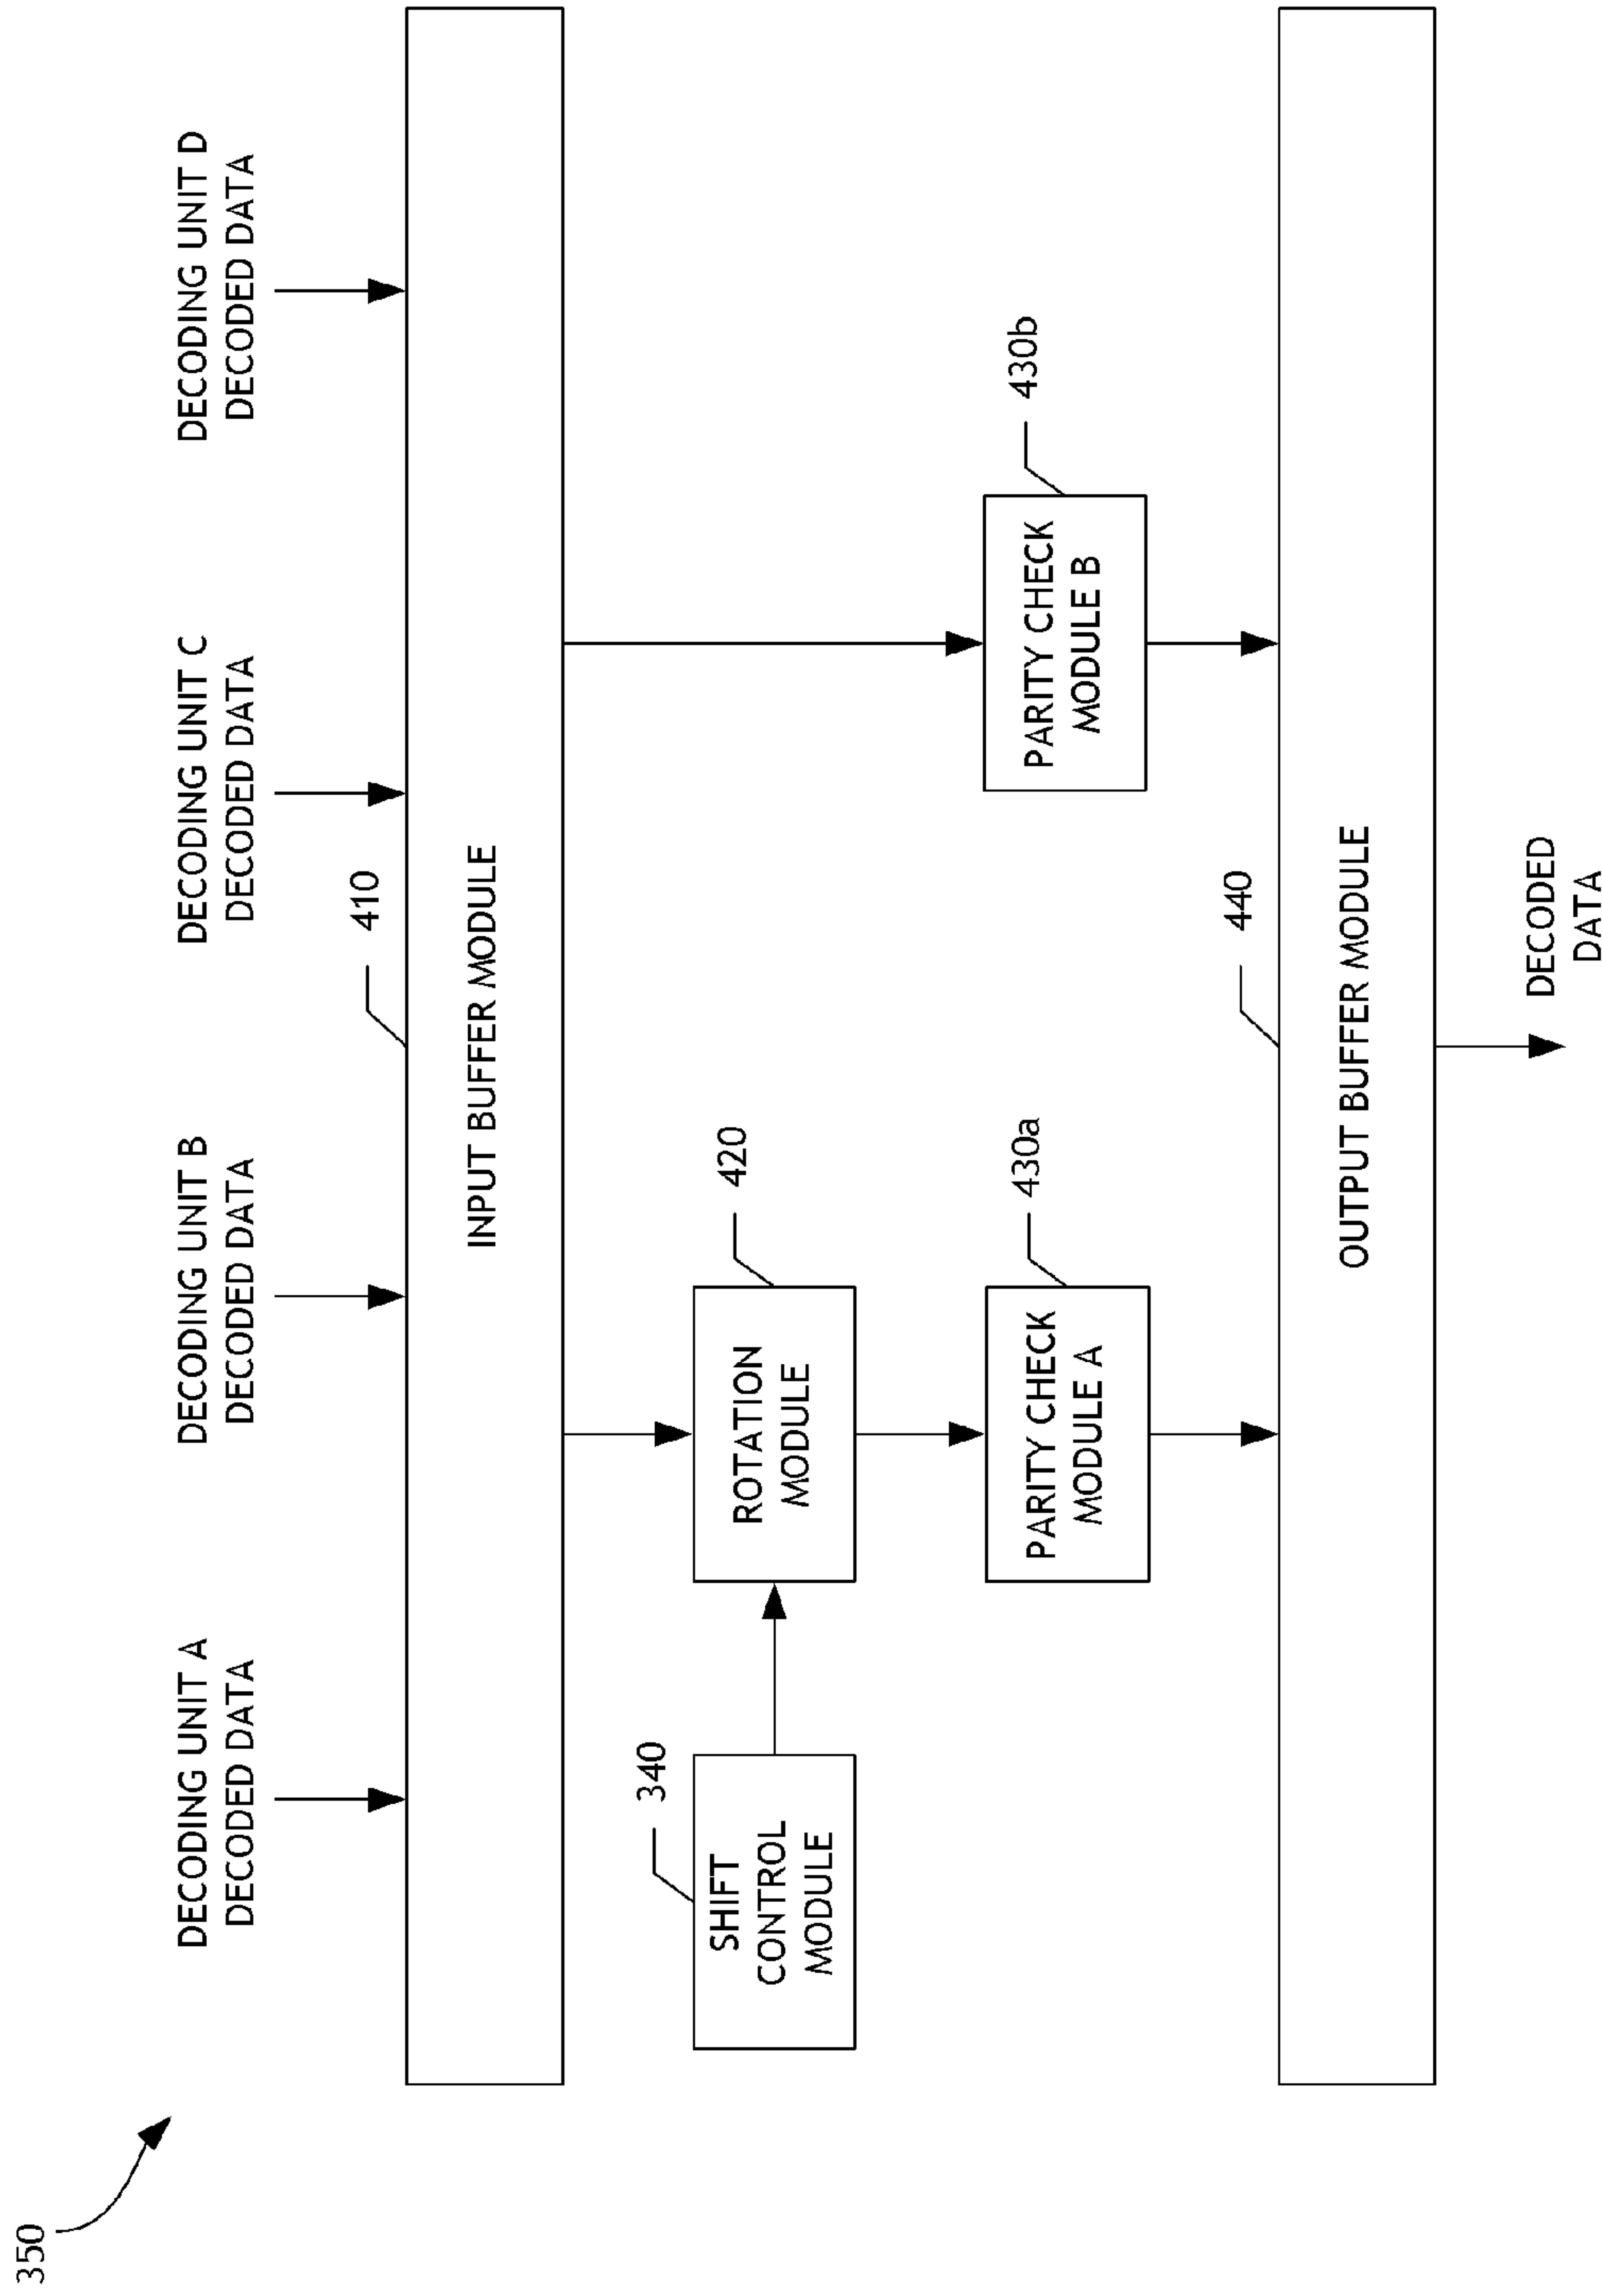 350
DECODING UNIT A
DECODED DATA
DECODING UNIT B
DECODED DATA
DECODING UNIT C
DECODED DATA
DECODING UNIT D
DECODED DATA
410
INPUT BUFFER MODULE
340
SHIFT
CONTROL
MODULE
420
ROTATION
MODULE
430a
PARITY CHECK
MODULE A
430b
PARITY CHECK
MODULE B
440
OUTPUT BUFFER MODULE
DECODED
DATA